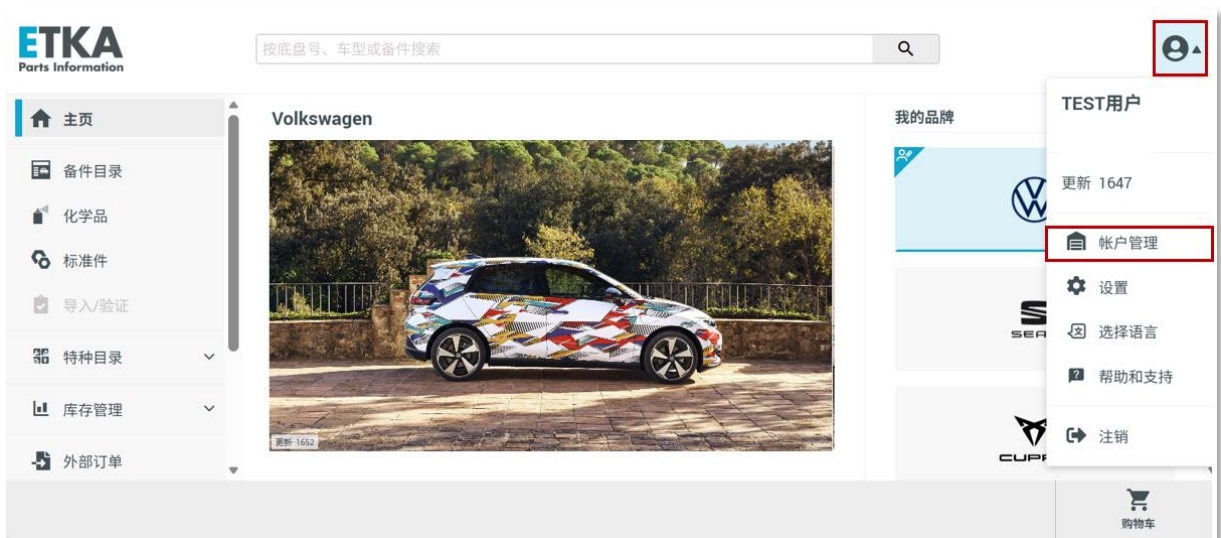 ETKA
Parts Information
按底盘号、车型或备件搜索
主页
备件目录
化学品
标准件
导入/验证
特种目录
库存管理
外部订单
Volkswagen
更新 1652
我的品牌
SEA
CUP
TEST用户
更新 1647
帐户管理
设置
选择语言
帮助和支持
注销
购物车